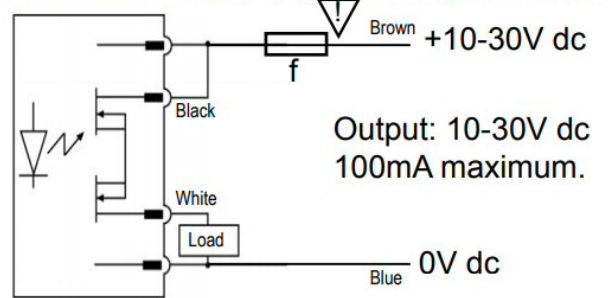 !
Brown +10-30V dc
f
Black
Output: 10-30V dc
100mA maximum.
White
Load
0V dc
Blue